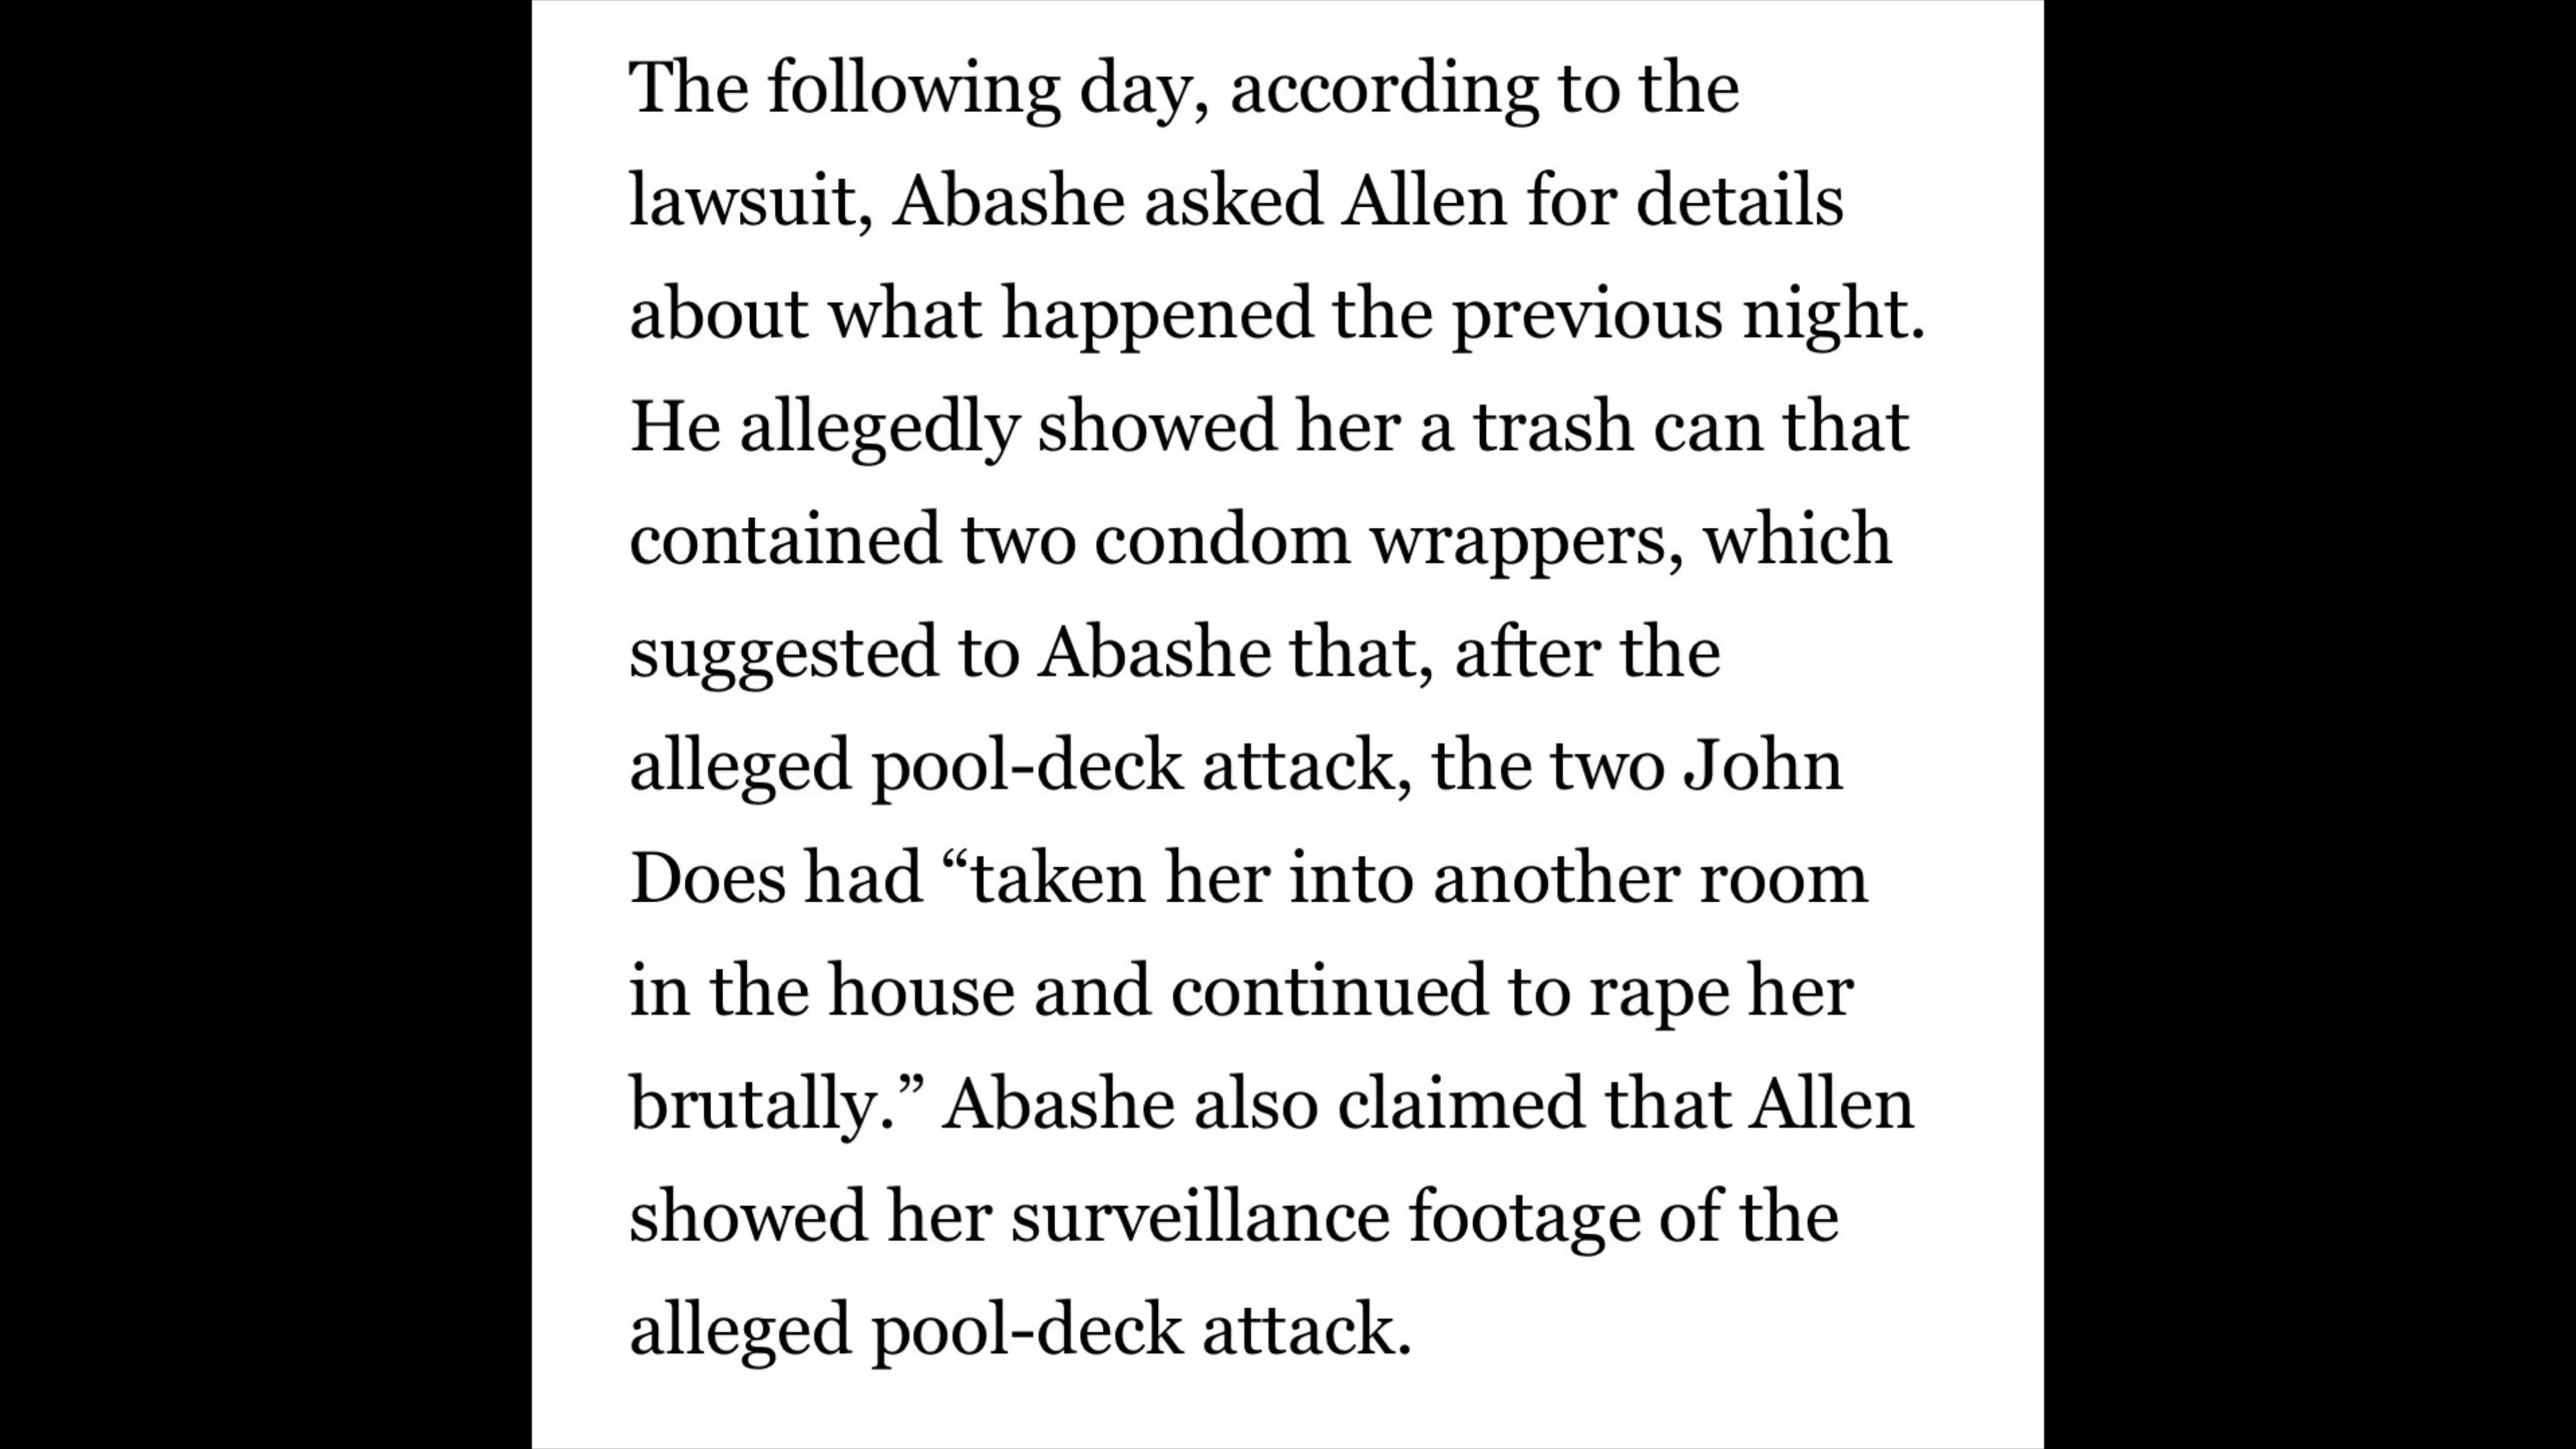 The following day, according to the
lawsuit, Abashe asked Allen for details
about what happened the previous night.
He allegedly showed her a trash can that
contained two condom wrappers, which
suggested to Abashe that, after the
alleged pool-deck attack, the two John
Does had “taken her into another room
in the house and continued to rape her
brutally.” Abashe also claimed that Allen
showed her surveillance footage of the
alleged pool-deck attack.